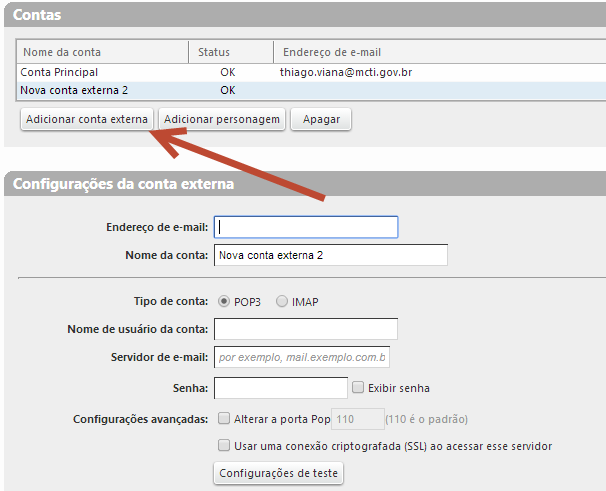 Contas
Nome da conta Status Endereço de e-mail
Conta Principal OK thiago.viana@mcti.gov.br
Nova conta externa 2 OK
Adicionar conta externa Adicionar personagem Apagar
Configurações da conta externa
Endereço de e-mail:
Nome da conta: Nova conta externa 2
Tipo de conta: POP3 IMAP
Nome de usuário da conta:
Servidor de e-mail: por exemplo, mail.exemplo.com.b
Senha: Exibir senha
Configurações avançadas: Alterar a porta Pop 110 (110 é o padrão)
Usar uma conexão criptografada (SSL) ao acessar esse servidor
Configurações de teste